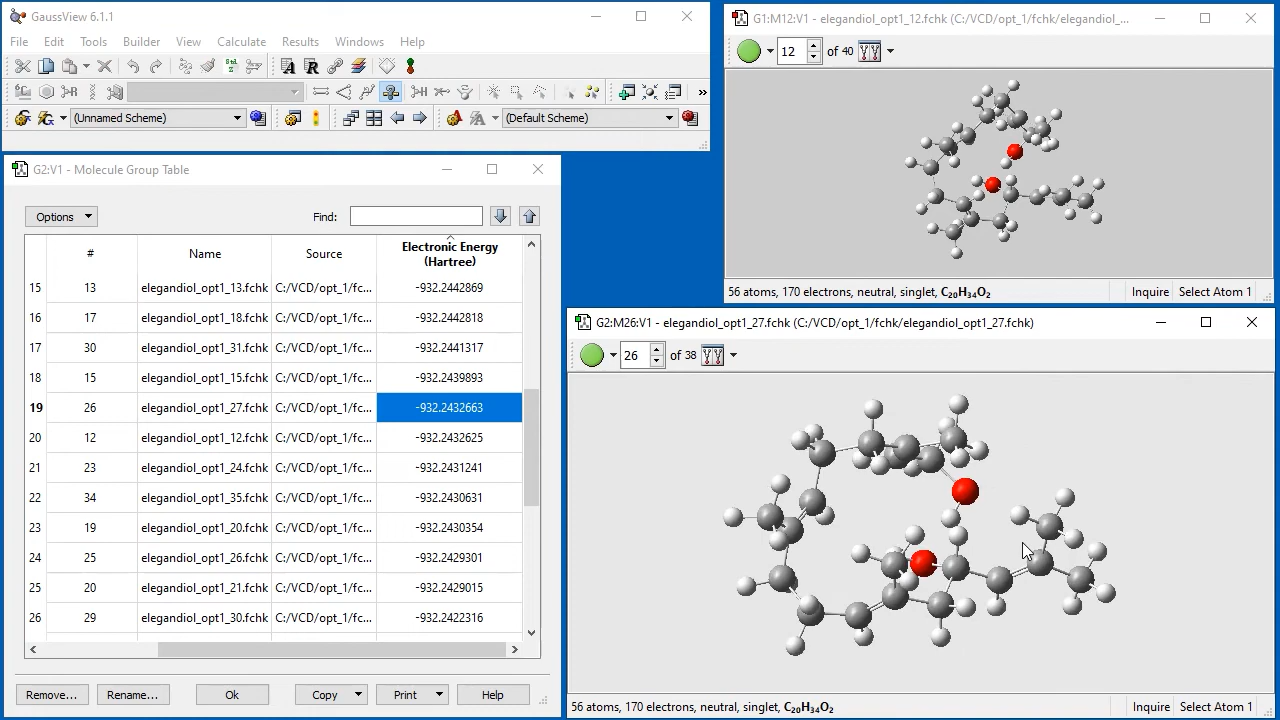 GaussView 6.1.1
File Edit Tools Builder View Calculate Results Windows Help
(Unnamed Scheme) (Default Scheme)
G2:V1 - Molecule Group Table
Options Find:
# Name Source Electronic Energy
(Hartree)
15 13 elegandiol_opt1_13.fchk C:/VCD/opt_1/fc... -932.2442869
16 17 elegandiol_opt1_18.fchk C:/VCD/opt_1/fc... -932.2442818
17 30 elegandiol_opt1_31.fchk C:/VCD/opt_1/fc... -932.2441317
18 15 elegandiol_opt1_15.fchk C:/VCD/opt_1/fc... -932.2439893
19 26 elegandiol_opt1_27.fchk C:/VCD/opt_1/fc... -932.2432663
20 12 elegandiol_opt1_12.fchk C:/VCD/opt_1/fc... -932.2432625
21 23 elegandiol_opt1_24.fchk C:/VCD/opt_1/fc... -932.2431241
22 34 elegandiol_opt1_35.fchk C:/VCD/opt_1/fc... -932.2430631
23 19 elegandiol_opt1_20.fchk C:/VCD/opt_1/fc... -932.2430354
24 25 elegandiol_opt1_26.fchk C:/VCD/opt_1/fc... -932.2429301
25 20 elegandiol_opt1_21.fchk C:/VCD/opt_1/fc... -932.2429015
26 29 elegandiol_opt1_30.fchk C:/VCD/opt_1/fc... -932.2422316
Remove... Rename... Ok Copy Print Help
G1:M12:V1 - elegandiol_opt1_12.fchk (C:/VCD/opt_1/fchk/elegandiol_...
12 of 40
56 atoms, 170 electrons, neutral, singlet, C₂₀H₃₄O₂ Inquire Select Atom 1
G2:M26:V1 - elegandiol_opt1_27.fchk (C:/VCD/opt_1/fchk/elegandiol_opt1_27.fchk)
26 of 38
56 atoms, 170 electrons, neutral, singlet, C₂₀H₃₄O₂ Inquire Select Atom 1